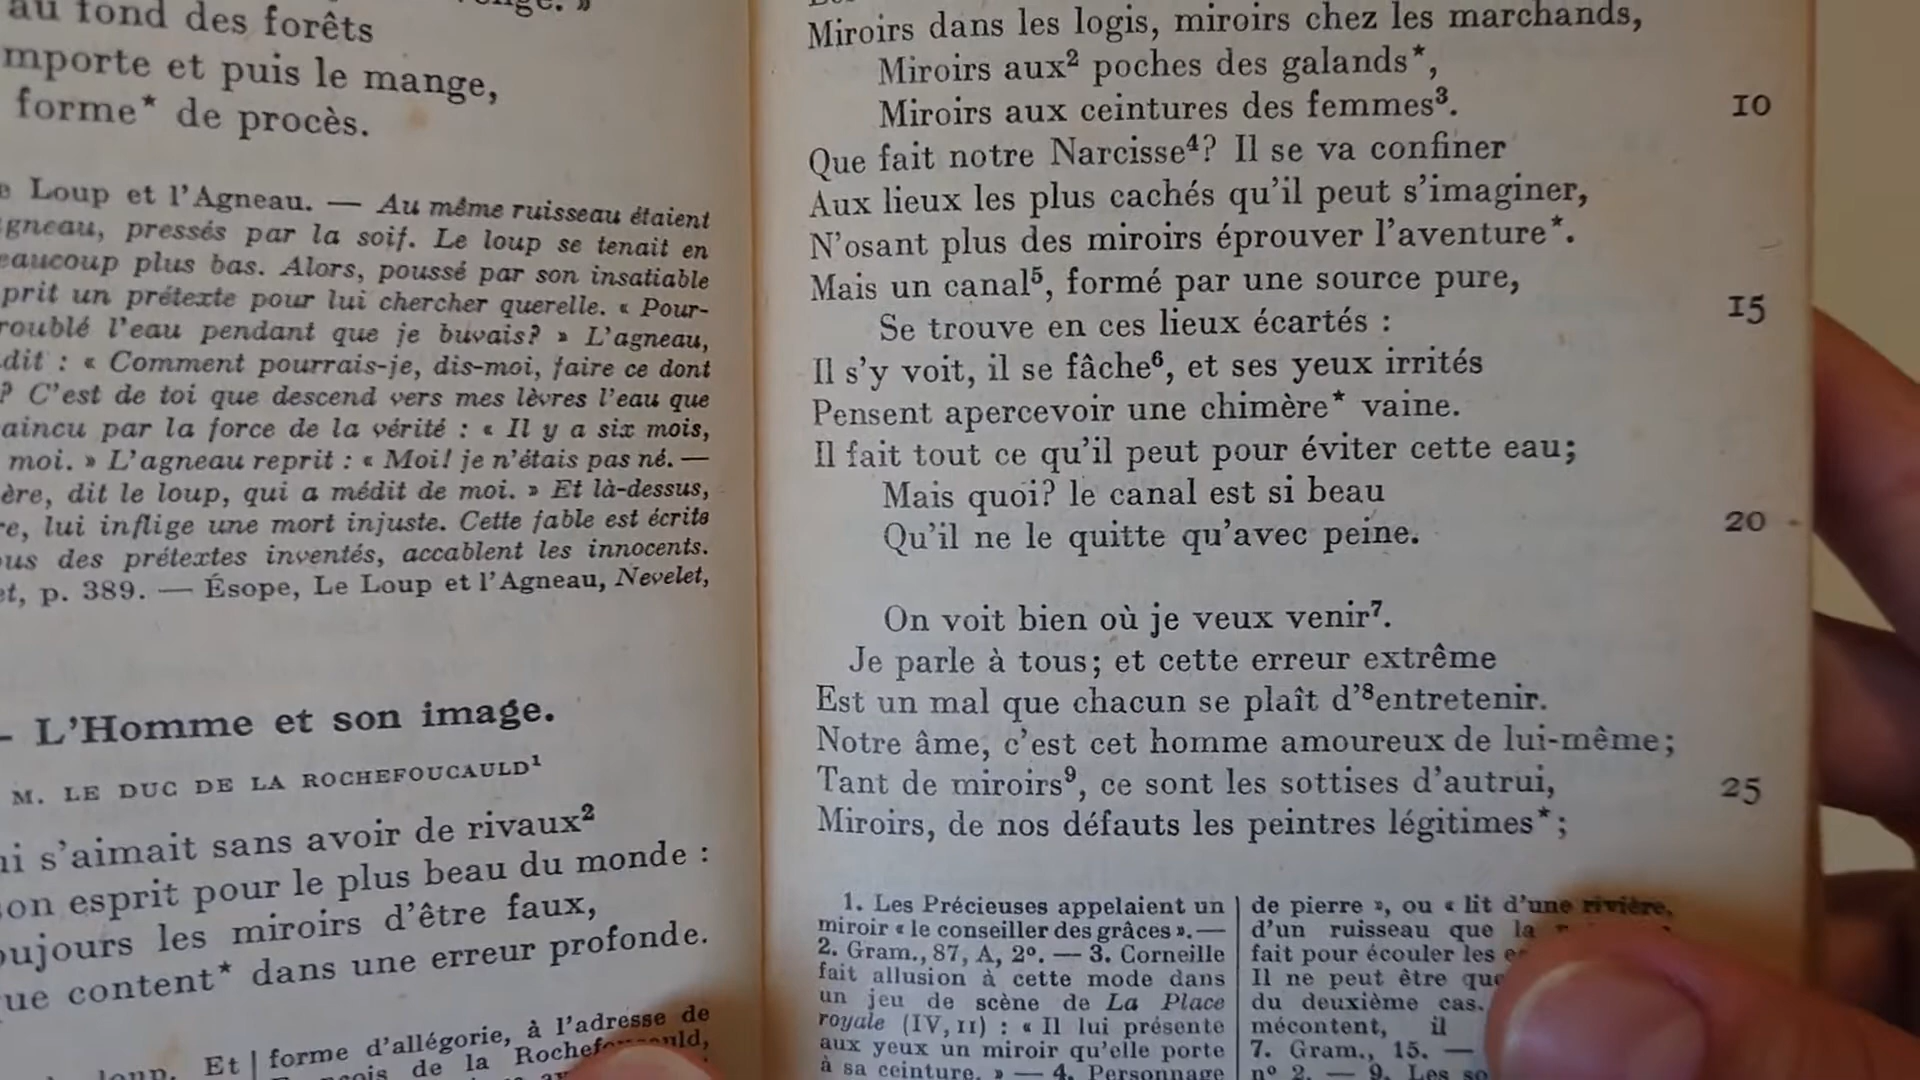 au fond des forêts
mporte et puis le mange,
forme* de procès.
Loup et l'Agneau. — Au même ruisseau étaient
gneau, pressés par la soif. Le loup se tenait en
eaucoup plus bas. Alors, poussé par son insatiable
prit un prétexte pour lui chercher querelle. « Pour-
roublé l'eau pendant que je buvais? » L'agneau,
dit : « Comment pourrais-je, dis-moi, faire ce dont
? C'est de toi que descend vers mes lèvres l'eau que
aincu par la force de la vérité : « Il y a six mois,
moi. » L'agneau reprit : « Moi! je n'étais pas né. —
ère, dit le loup, qui a médit de moi. » Et là-dessus,
re, lui inflige une mort injuste. Cette fable est écrite
ous des prétextes inventés, accablent les innocents.
et, p. 389. — Ésope, Le Loup et l'Agneau, Nevelet,
- L'Homme et son image.
M. LE DUC DE LA ROCHEFOUCAULD¹
ui s'aimait sans avoir de rivaux²
son esprit pour le plus beau du monde :
oujours les miroirs d'être faux,
que content* dans une erreur profonde.
loup. Et
forme d'allégorie, à l'adresse de
de la
Miroirs dans les logis, miroirs chez les marchands,
Miroirs aux² poches des galands*,
Miroirs aux ceintures des femmes³. 10
Que fait notre Narcisse⁴? Il se va confiner
Aux lieux les plus cachés qu'il peut s'imaginer,
N'osant plus des miroirs éprouver l'aventure*.
Mais un canal⁵, formé par une source pure,
Se trouve en ces lieux écartés : 15
Il s'y voit, il se fâche⁶, et ses yeux irrités
Pensent apercevoir une chimère* vaine.
Il fait tout ce qu'il peut pour éviter cette eau;
Mais quoi? le canal est si beau
Qu'il ne le quitte qu'avec peine. 20
On voit bien où je veux venir⁷.
Je parle à tous; et cette erreur extrême
Est un mal que chacun se plaît d'⁸entretenir.
Notre âme, c'est cet homme amoureux de lui-même;
Tant de miroirs⁹, ce sont les sottises d'autrui, 25
Miroirs, de nos défauts les peintres légitimes*;
1. Les Précieuses appelaient un
miroir « le conseiller des grâces ». —
2. Gram., 87, A, 2º. — 3. Corneille
fait allusion à cette mode dans
un jeu de scène de La Place
royale (IV, II) : « Il lui présente
aux yeux un miroir qu'elle porte
à sa ceinture. » — 4. Personnage
de pierre », ou « lit d'une rivière,
d'un ruisseau que la
fait pour écouler les
Il ne peut être que
du deuxième cas.
mécontent, il
7. Gram., 15. —
nº 2. — 9. Les